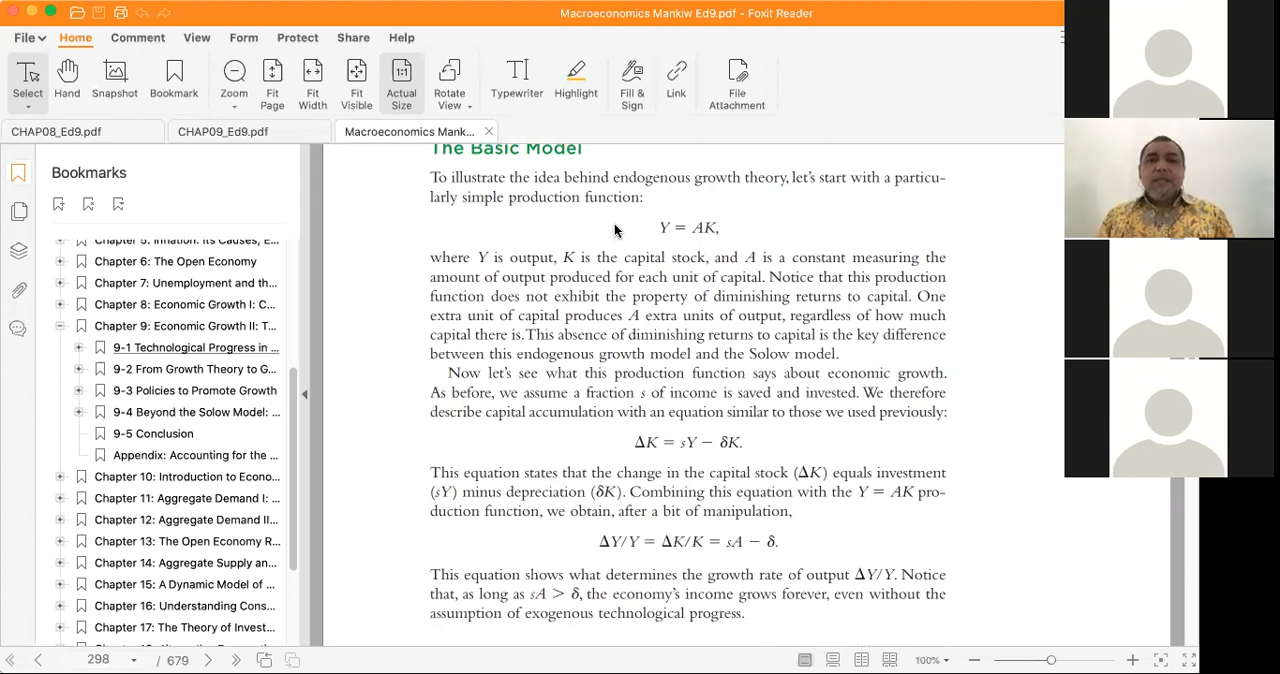 Macroeconomics Mankiw Ed9.pdf - Foxit Reader
File Home Comment View Form Protect Share Help
Select Hand Snapshot Bookmark Zoom Fit Page Fit Width Fit Visible Actual Size Rotate View Typewriter Highlight Fill & Sign Link File Attachment
CHAP08_Ed9.pdf CHAP09_Ed9.pdf Macroeconomics Mank...
Bookmarks
Chapter 5: Inflation: Its Causes, E...
Chapter 6: The Open Economy
Chapter 7: Unemployment and th...
Chapter 8: Economic Growth I: C...
Chapter 9: Economic Growth II: T...
9-1 Technological Progress in ...
9-2 From Growth Theory to G...
9-3 Policies to Promote Growth
9-4 Beyond the Solow Model: ...
9-5 Conclusion
Appendix: Accounting for the ...
Chapter 10: Introduction to Econo...
Chapter 11: Aggregate Demand I: ...
Chapter 12: Aggregate Demand II...
Chapter 13: The Open Economy R...
Chapter 14: Aggregate Supply an...
Chapter 15: A Dynamic Model of ...
Chapter 16: Understanding Cons...
Chapter 17: The Theory of Invest...
The Basic Model
To illustrate the idea behind endogenous growth theory, let's start with a particu-
larly simple production function:
Y = AK,
where Y is output, K is the capital stock, and A is a constant measuring the
amount of output produced for each unit of capital. Notice that this production
function does not exhibit the property of diminishing returns to capital. One
extra unit of capital produces A extra units of output, regardless of how much
capital there is. This absence of diminishing returns to capital is the key difference
between this endogenous growth model and the Solow model.
Now let's see what this production function says about economic growth.
As before, we assume a fraction s of income is saved and invested. We therefore
describe capital accumulation with an equation similar to those we used previously:
ΔK = sY − δK.
This equation states that the change in the capital stock (ΔK) equals investment
(sY) minus depreciation (δK). Combining this equation with the Y = AK pro-
duction function, we obtain, after a bit of manipulation,
ΔY/Y = ΔK/K = sA − δ.
This equation shows what determines the growth rate of output ΔY/Y. Notice
that, as long as sA > δ, the economy's income grows forever, even without the
assumption of exogenous technological progress.
298 / 679 100%